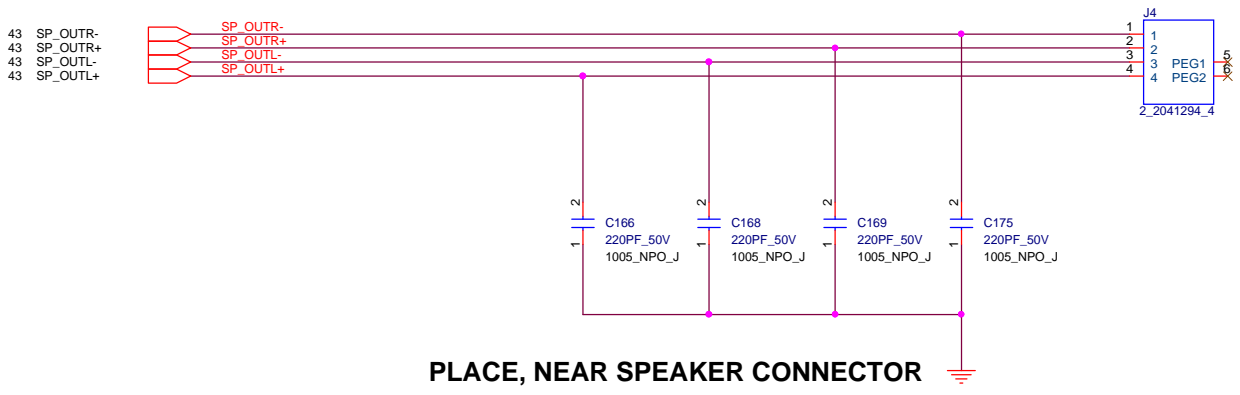 J4
43 SP_OUTR- SP_OUTR- 1 1
43 SP_OUTR+ SP_OUTR+ 2 2
43 SP_OUTL- SP_OUTL- 3 3 PEG1 5
43 SP_OUTL+ SP_OUTL+ 4 4 PEG2 6
2_2041294_4
2 C166 2 C168 2 C169 2 C175
220PF_50V 220PF_50V 220PF_50V 220PF_50V
1 1005_NPO_J 1 1005_NPO_J 1 1005_NPO_J 1 1005_NPO_J
PLACE, NEAR SPEAKER CONNECTOR